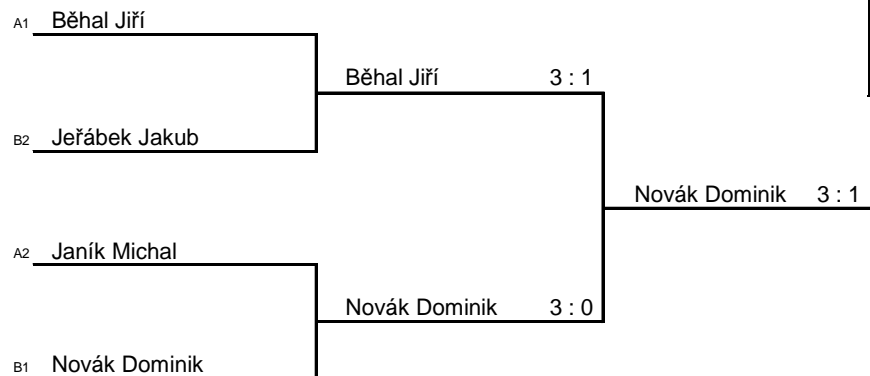 A1 Běhal Jiří
Běhal Jiří 3 : 1
B2 Jeřábek Jakub
Novák Dominik 3 : 1
A2 Janík Michal
Novák Dominik 3 : 0
B1 Novák Dominik